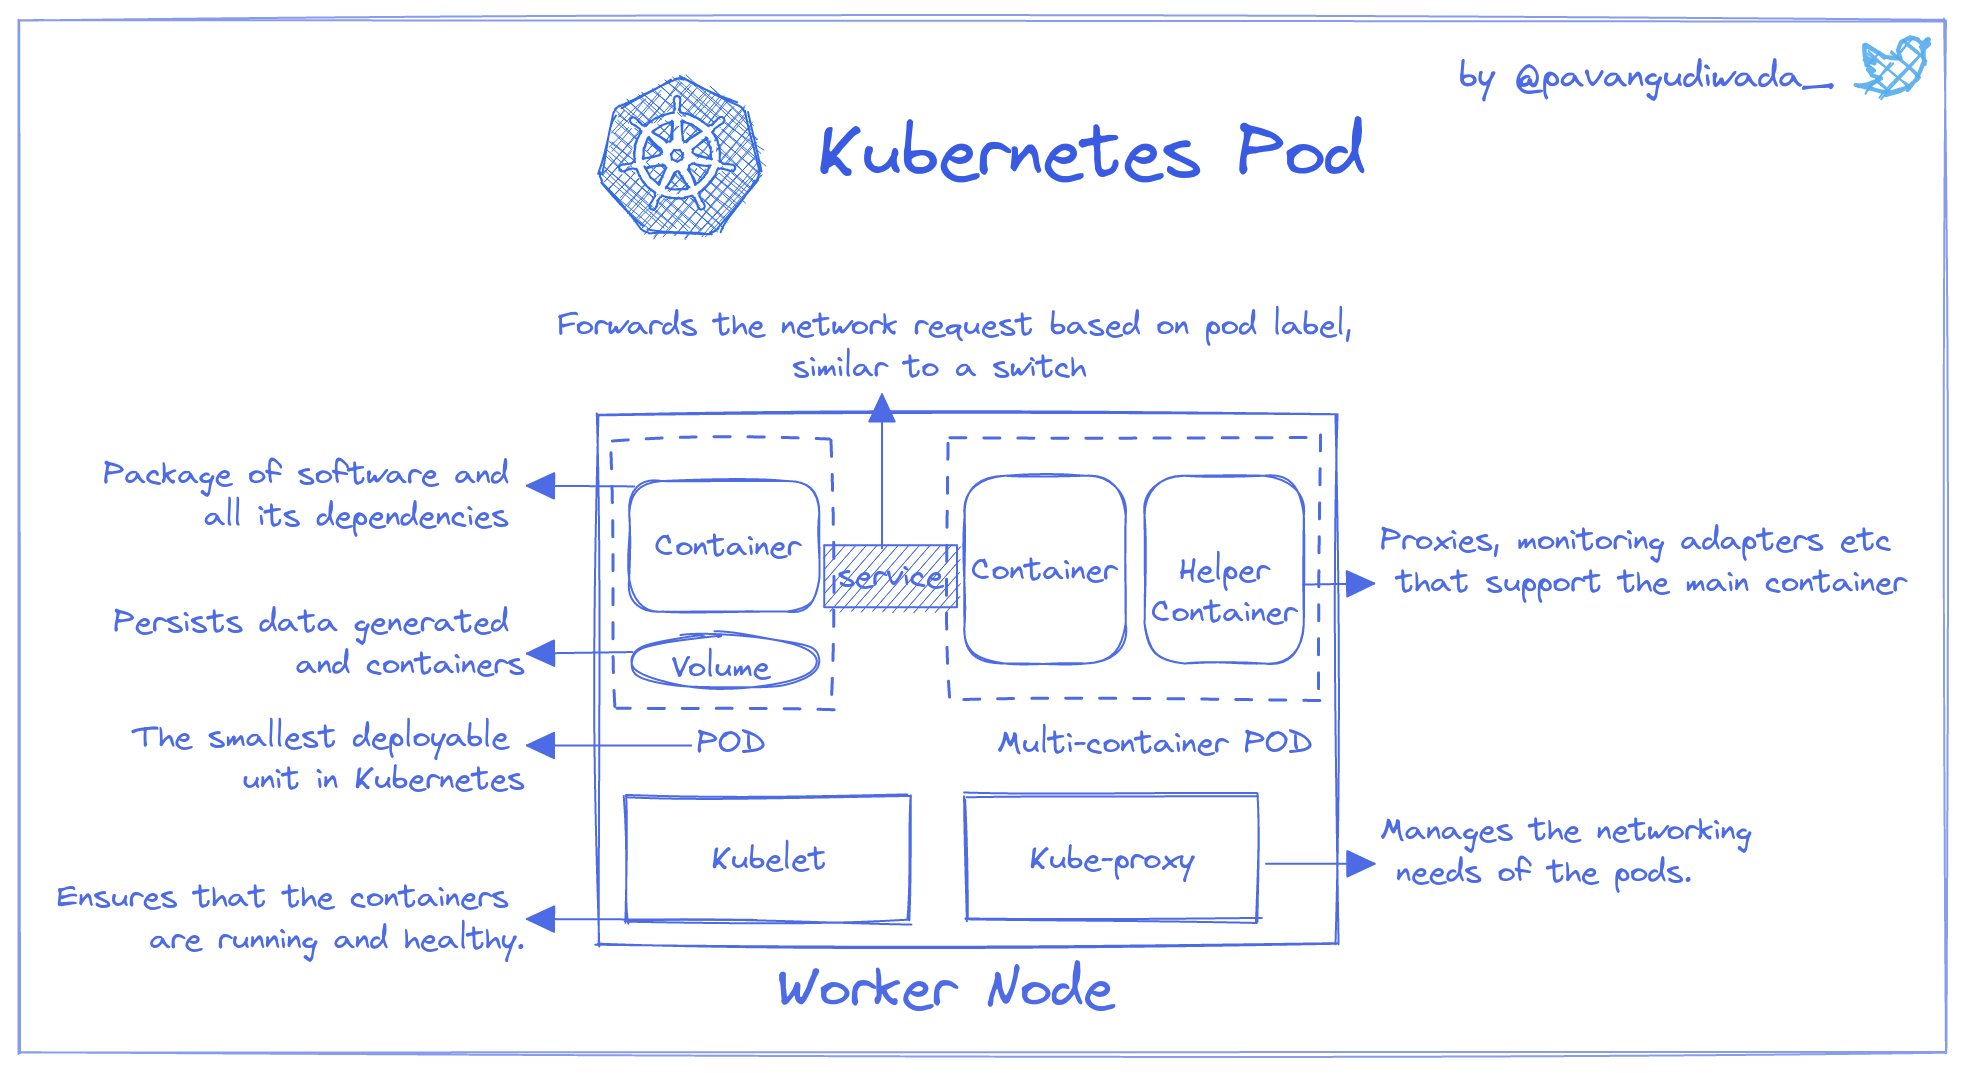 by @pavangudiwada_
Kubernetes Pod
Forwards the network request based on pod label,
similar to a switch
Package of software and
all its dependencies
Container
service
Container
Helper
Container
Proxies, monitoring adapters etc
that support the main container
Persists data generated
and containers
Volume
The smallest deployable
unit in Kubernetes
POD
Multi-container POD
Kubelet
Kube-proxy
Manages the networking
needs of the pods.
Ensures that the containers
are running and healthy.
Worker Node